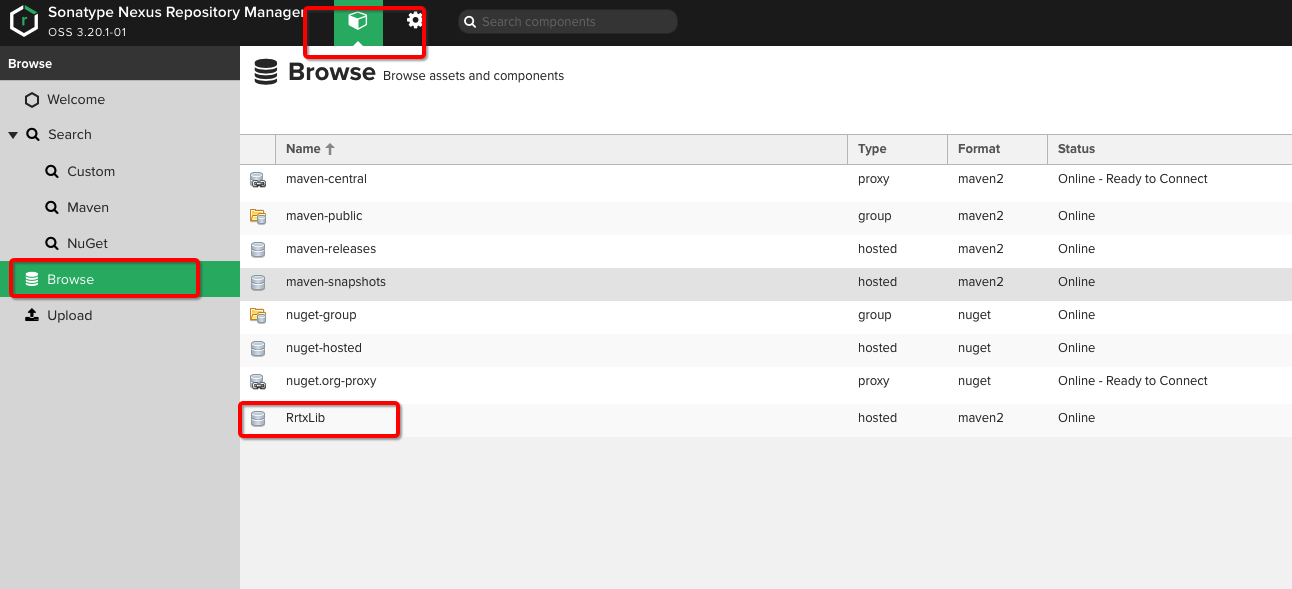 Sonatype Nexus Repository Manager
OSS 3.20.1-01
Search components
Browse
Welcome
Search
Custom
Maven
NuGet
Browse
Upload
Browse Browse assets and components
Name Type Format Status
maven-central proxy maven2 Online - Ready to Connect
maven-public group maven2 Online
maven-releases hosted maven2 Online
maven-snapshots hosted maven2 Online
nuget-group group nuget Online
nuget-hosted hosted nuget Online
nuget.org-proxy proxy nuget Online - Ready to Connect
RrtxLib hosted maven2 Online